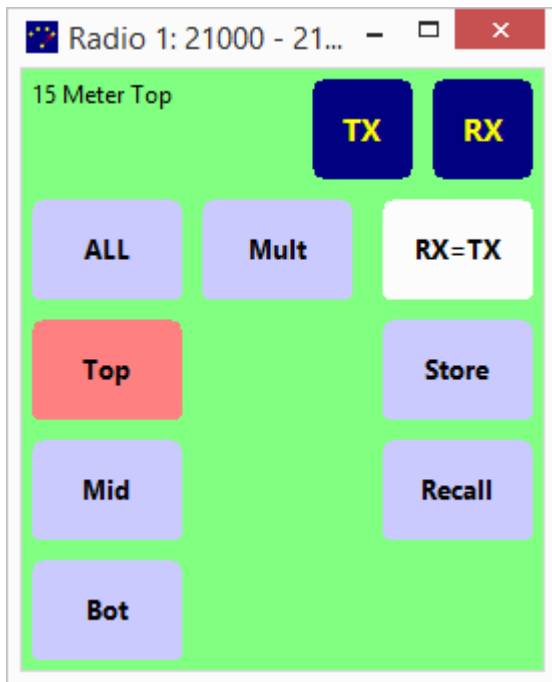 Radio 1: 21000 - 21...
15 Meter Top
TX RX
ALL Mult RX=TX
Top Store
Mid Recall
Bot